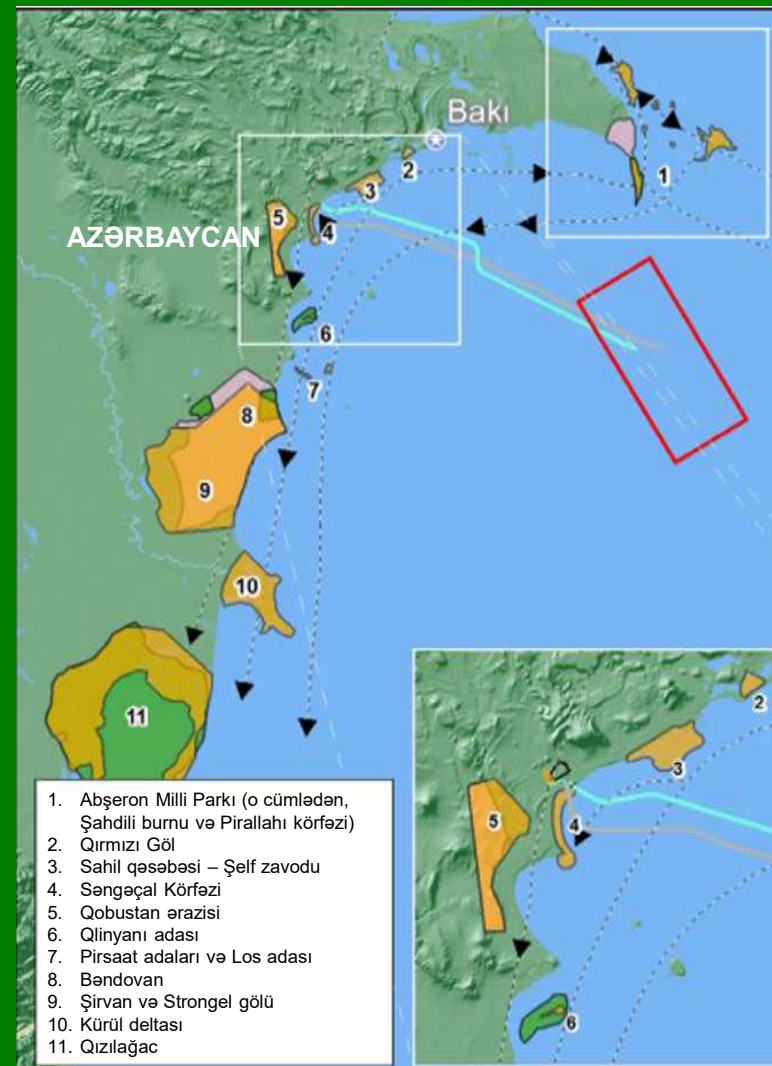 Bakı
1
2
3
5
4
AZƏRBAYCAN
6
7
8
9
10
11
2
3
5
4
6
1. Abşeron Milli Parkı (o cümlədən,
Şahdili burnu və Pirallahı körfəzi)
2. Qırmızı Göl
3. Sahil qəsəbəsi – Şelf zavodu
4. Səngəçal Körfəzi
5. Qobustan ərazisi
6. Qlinyanı adası
7. Pirsaat adaları və Los adası
8. Bəndovan
9. Şirvan və Strongel gölü
10. Kürül deltası
11. Qızılağac